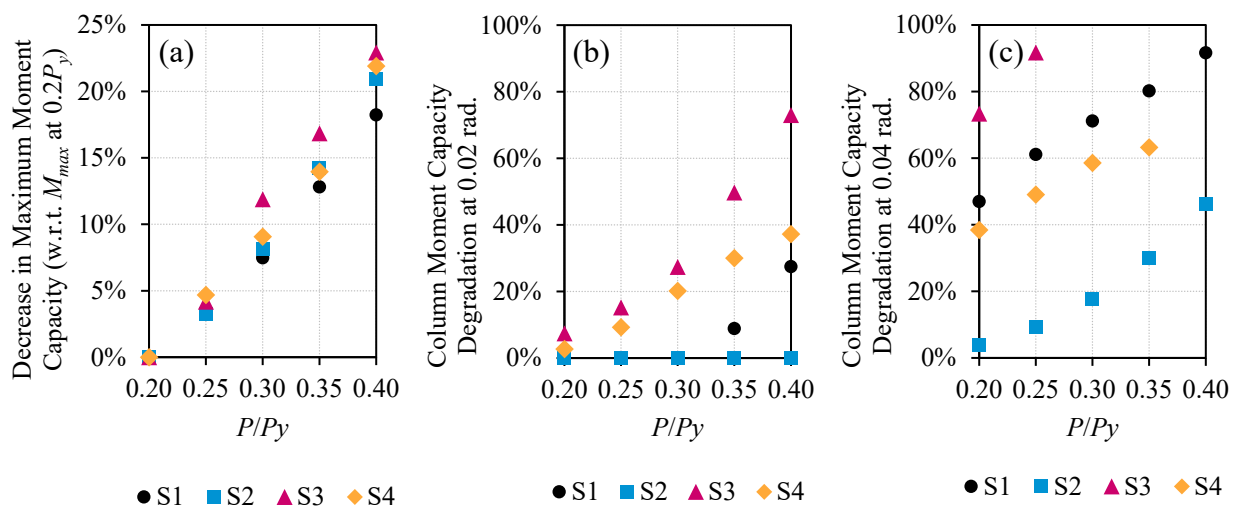 Decrease in Maximum Moment
Capacity (w.r.t. Mmax at 0.2Py)
25%
20%
15%
10%
5%
0%
(a)
0.20 0.25 0.30 0.35 0.40
P/Py
S1 S2 S3 S4
Column Moment Capacity
Degradation at 0.02 rad.
100%
80%
60%
40%
20%
0%
(b)
0.20 0.25 0.30 0.35 0.40
P/Py
S1 S2 S3 S4
Column Moment Capacity
Degradation at 0.04 rad.
100%
80%
60%
40%
20%
0%
(c)
0.20 0.25 0.30 0.35 0.40
P/Py
S1 S2 S3 S4